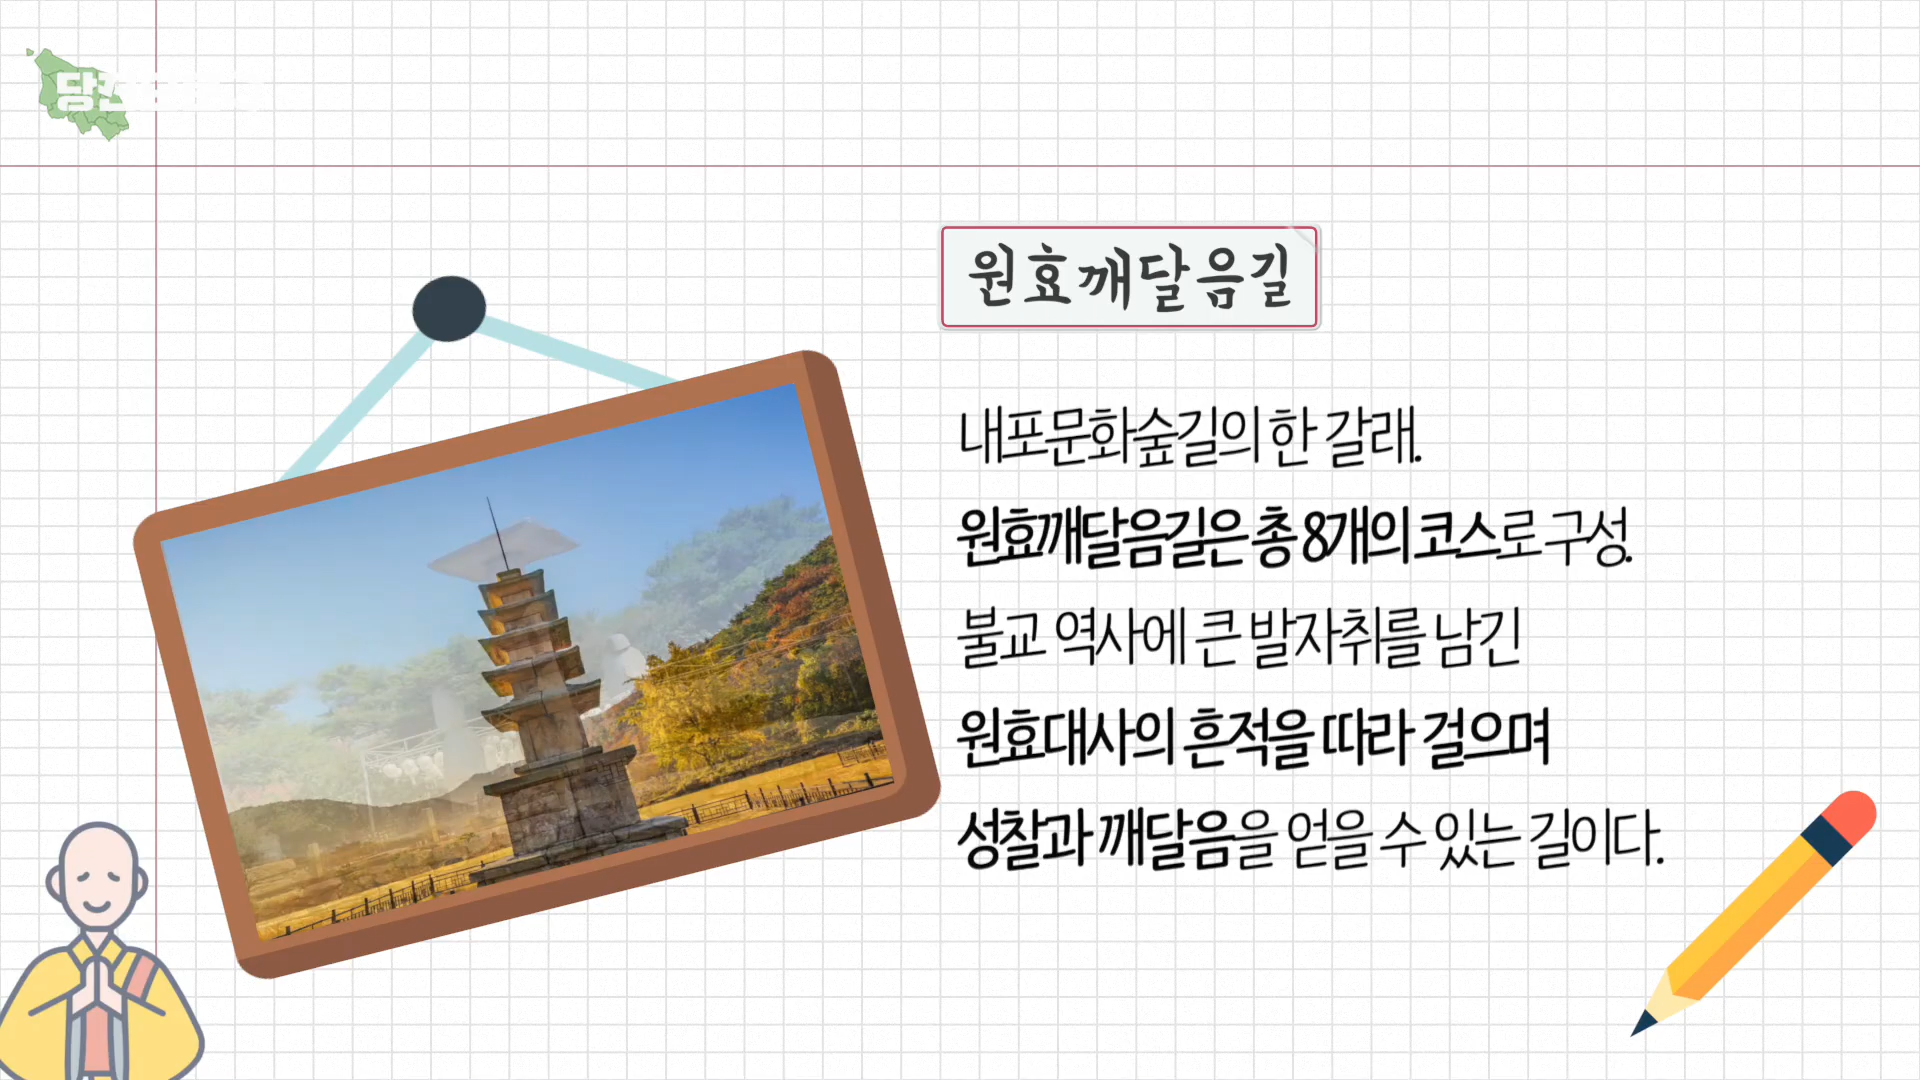 원효깨달음길
내포문화숲길의 한 갈래.
원효깨달음길은 총 8개의 코스로 구성.
불교 역사에 큰 발자취를 남긴
원효대사의 흔적을 따라 걸으며
성찰과 깨달음을 얻을 수 있는 길이다.